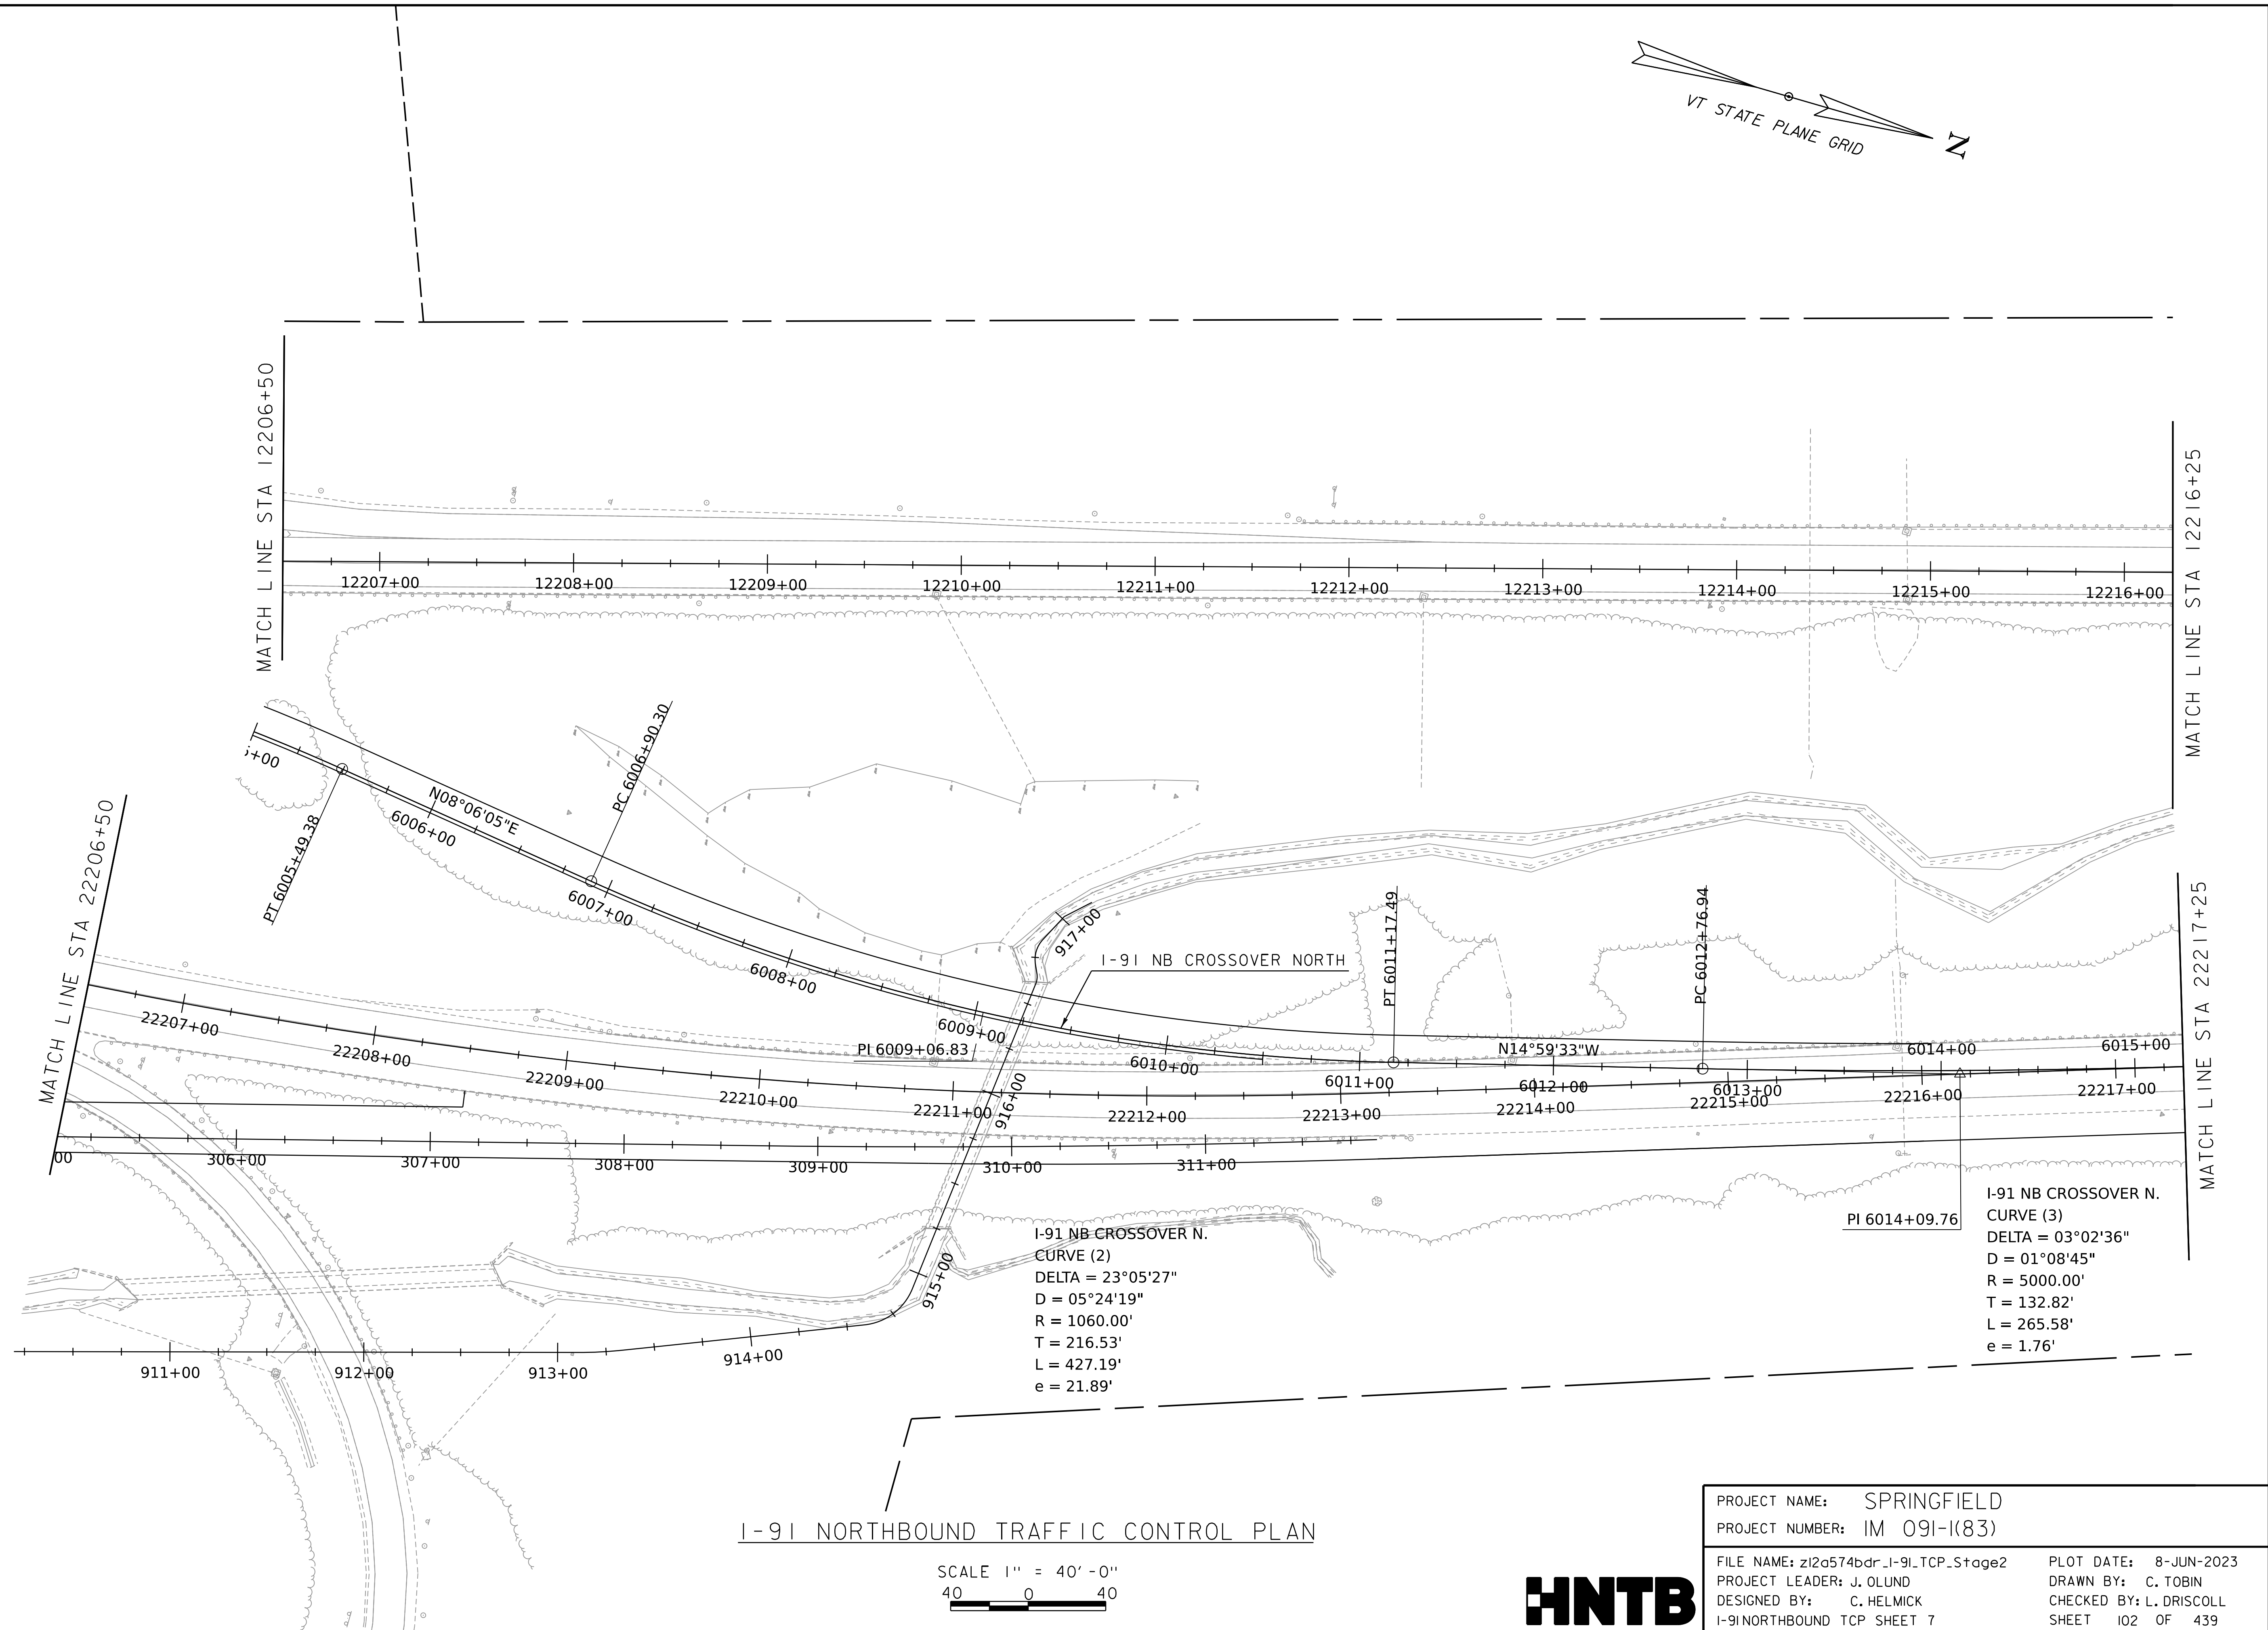 VT STATE PLANE GRID
N
MATCH LINE STA 12206+50
MATCH LINE STA 12216+25
12207+00
12208+00
12209+00
12210+00
12211+00
12212+00
12213+00
12214+00
12215+00
12216+00
5+00
PT 6005+49.38
N08°06'05"E
6006+00
PC 6006+90.30
6007+00
6008+00
6009+00
PI 6009+06.83
6010+00
917+00
I-91 NB CROSSOVER NORTH
PT 6011+17.49
6011+00
N14°59'33"W
6012+00
PC 6012+76.94
6013+00
6014+00
6015+00
MATCH LINE STA 22206+50
MATCH LINE STA 22217+25
22207+00
22208+00
22209+00
22210+00
22211+00
22212+00
22213+00
22214+00
22215+00
22216+00
22217+00
916+00
00
306+00
307+00
308+00
309+00
310+00
311+00
915+00
911+00
912+00
913+00
914+00
I-91 NB CROSSOVER N.
CURVE (2)
DELTA = 23°05'27"
D = 05°24'19"
R = 1060.00'
T = 216.53'
L = 427.19'
e = 21.89'
PI 6014+09.76
I-91 NB CROSSOVER N.
CURVE (3)
DELTA = 03°02'36"
D = 01°08'45"
R = 5000.00'
T = 132.82'
L = 265.58'
e = 1.76'
I-91 NORTHBOUND TRAFFIC CONTROL PLAN
SCALE 1" = 40'-0"
40 0 40
HNTB
PROJECT NAME: SPRINGFIELD
PROJECT NUMBER: IM 091-1(83)
FILE NAME: z12a574bdr_I-91_TCP_Stage2 PLOT DATE: 8-JUN-2023
PROJECT LEADER: J. OLUND DRAWN BY: C. TOBIN
DESIGNED BY: C. HELMICK CHECKED BY: L. DRISCOLL
I-91 NORTHBOUND TCP SHEET 7 SHEET 102 OF 439